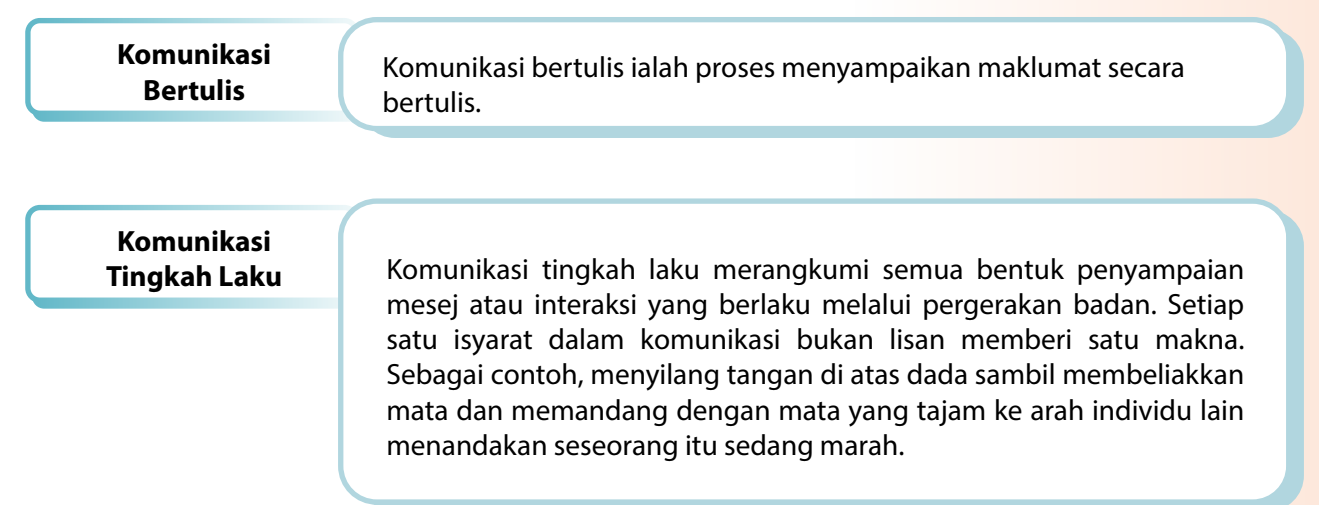 Komunikasi
Bertulis
Komunikasi bertulis ialah proses menyampaikan maklumat secara
bertulis.
Komunikasi
Tingkah Laku
Komunikasi tingkah laku merangkumi semua bentuk penyampaian
mesej atau interaksi yang berlaku melalui pergerakan badan. Setiap
satu isyarat dalam komunikasi bukan lisan memberi satu makna.
Sebagai contoh, menyilang tangan di atas dada sambil membeliakkan
mata dan memandang dengan mata yang tajam ke arah individu lain
menandakan seseorang itu sedang marah.